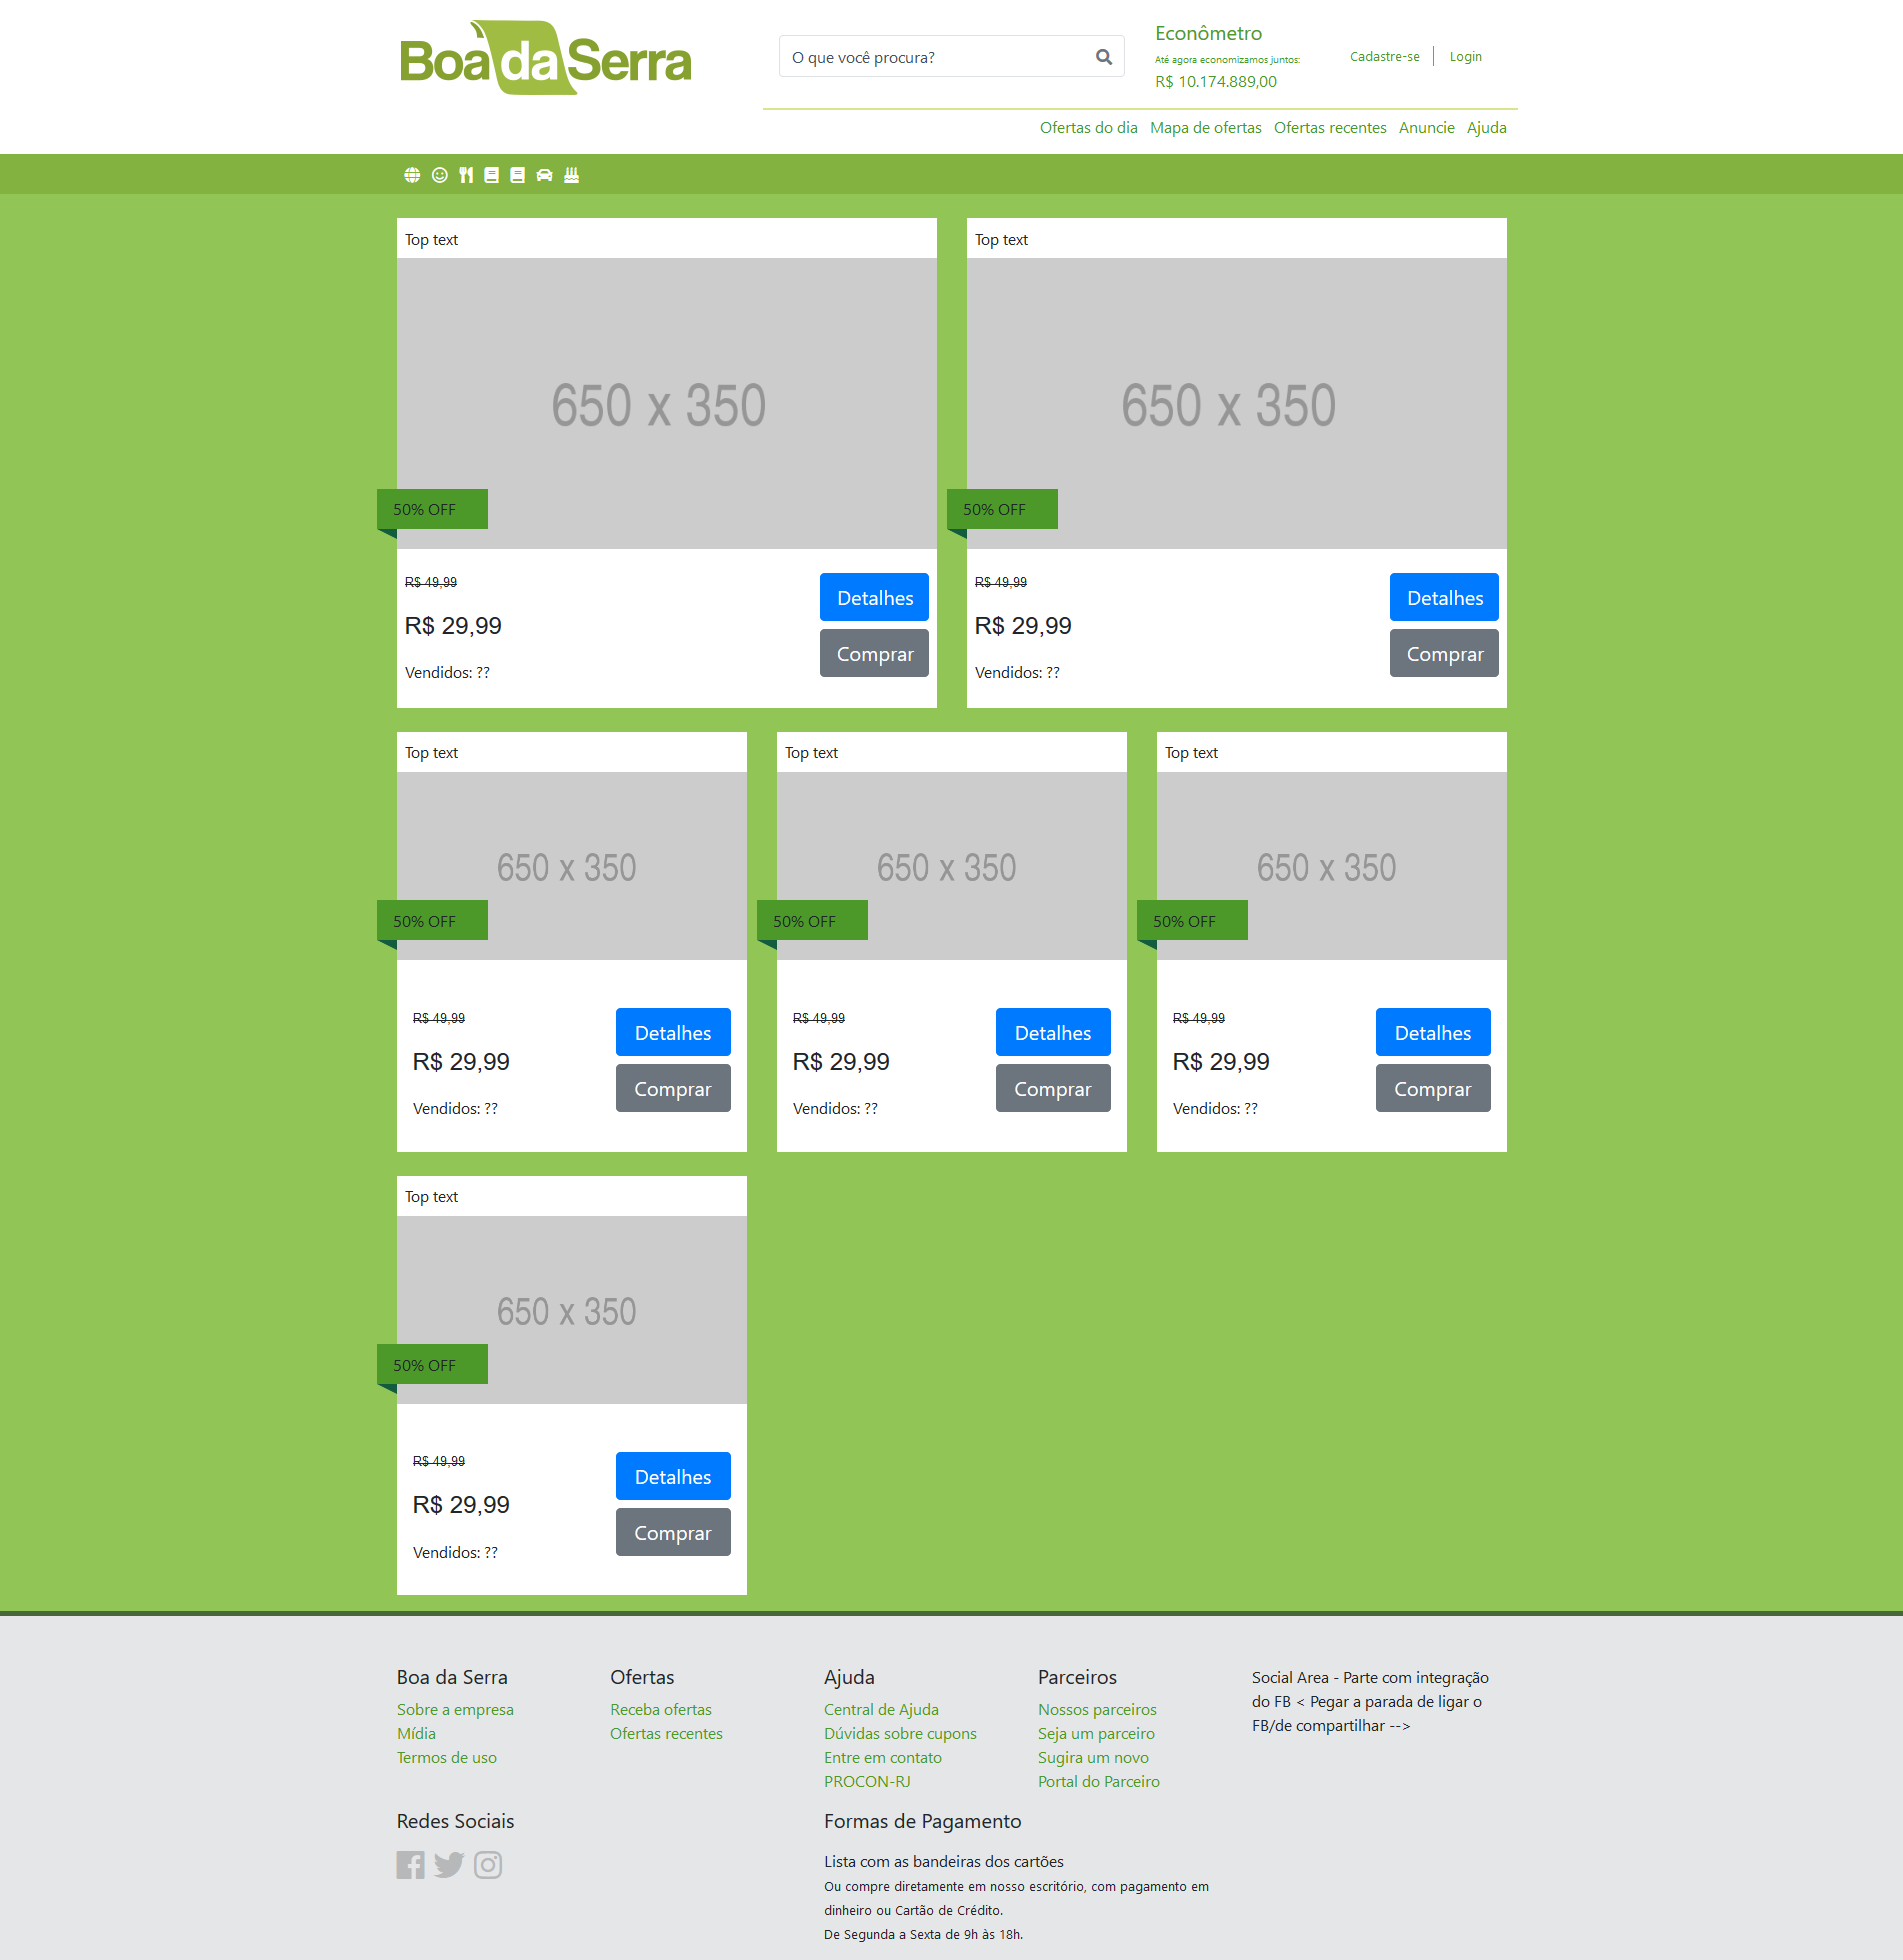 Boa da Serra
O que você procura?
Econômetro
Até agora economizamos juntos:
R$ 10.174.889,00
Cadastre-se
Login
Ofertas do dia Mapa de ofertas Ofertas recentes Anuncie Ajuda
Top text
650 x 350
50% OFF
R$ 49,99
R$ 29,99
Vendidos: ??
Detalhes
Comprar
Top text
650 x 350
50% OFF
R$ 49,99
R$ 29,99
Vendidos: ??
Detalhes
Comprar
Top text
650 x 350
50% OFF
R$ 49,99
R$ 29,99
Vendidos: ??
Detalhes
Comprar
Top text
650 x 350
50% OFF
R$ 49,99
R$ 29,99
Vendidos: ??
Detalhes
Comprar
Top text
650 x 350
50% OFF
R$ 49,99
R$ 29,99
Vendidos: ??
Detalhes
Comprar
Top text
650 x 350
50% OFF
R$ 49,99
R$ 29,99
Vendidos: ??
Detalhes
Comprar
Boa da Serra
Sobre a empresa
Mídia
Termos de uso
Ofertas
Receba ofertas
Ofertas recentes
Ajuda
Central de Ajuda
Dúvidas sobre cupons
Entre em contato
PROCON-RJ
Parceiros
Nossos parceiros
Seja um parceiro
Sugira um novo
Portal do Parceiro
Social Area - Parte com integração
do FB < Pegar a parada de ligar o
FB/de compartilhar -->
Redes Sociais
Formas de Pagamento
Lista com as bandeiras dos cartões
Ou compre diretamente em nosso escritório, com pagamento em
dinheiro ou Cartão de Crédito.
De Segunda a Sexta de 9h às 18h.